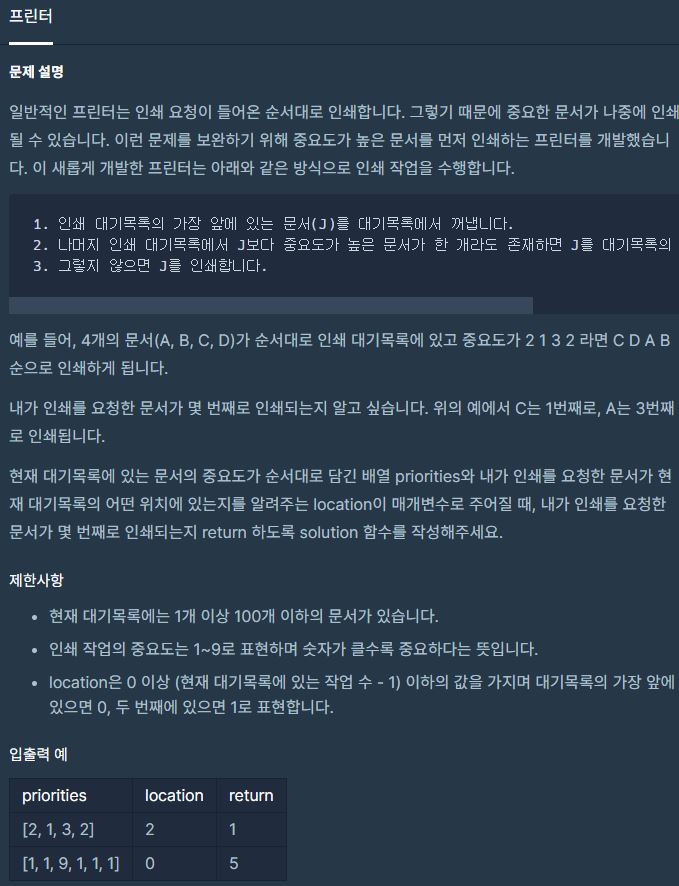 프린터
문제 설명
일반적인 프린터는 인쇄 요청이 들어온 순서대로 인쇄합니다. 그렇기 때문에 중요한 문서가 나중에 인쇄
될 수 있습니다. 이런 문제를 보완하기 위해 중요도가 높은 문서를 먼저 인쇄하는 프린터를 개발했습니
다. 이 새롭게 개발한 프린터는 아래와 같은 방식으로 인쇄 작업을 수행합니다.
1. 인쇄 대기목록의 가장 앞에 있는 문서(J)를 대기목록에서 꺼냅니다.
2. 나머지 인쇄 대기목록에서 J보다 중요도가 높은 문서가 한 개라도 존재하면 J를 대기목록의
3. 그렇지 않으면 J를 인쇄합니다.
예를 들어, 4개의 문서(A, B, C, D)가 순서대로 인쇄 대기목록에 있고 중요도가 2 1 3 2 라면 C D A B
순으로 인쇄하게 됩니다.
내가 인쇄를 요청한 문서가 몇 번째로 인쇄되는지 알고 싶습니다. 위의 예에서 C는 1번째로, A는 3번째
로 인쇄됩니다.
현재 대기목록에 있는 문서의 중요도가 순서대로 담긴 배열 priorities와 내가 인쇄를 요청한 문서가 현
재 대기목록의 어떤 위치에 있는지를 알려주는 location이 매개변수로 주어질 때, 내가 인쇄를 요청한
문서가 몇 번째로 인쇄되는지 return 하도록 solution 함수를 작성해주세요.
제한사항
• 현재 대기목록에는 1개 이상 100개 이하의 문서가 있습니다.
• 인쇄 작업의 중요도는 1~9로 표현하며 숫자가 클수록 중요하다는 뜻입니다.
• location은 0 이상 (현재 대기목록에 있는 작업 수 - 1) 이하의 값을 가지며 대기목록의 가장 앞에
있으면 0, 두 번째에 있으면 1로 표현합니다.
입출력 예
priorities location return
[2, 1, 3, 2] 2 1
[1, 1, 9, 1, 1, 1] 0 5